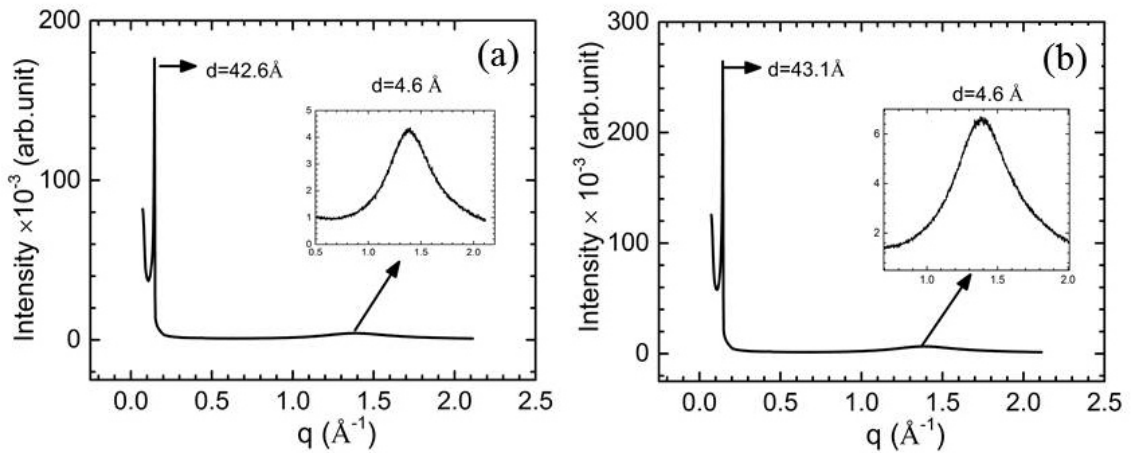 (a)
d=42.6Å
d=4.6 Å
5
4
3
2
1
0
0.5 1.0 1.5 2.0
200
100
0
Intensity ×10⁻³ (arb.unit)
0.0 0.5 1.0 1.5 2.0 2.5
q (Å⁻¹)
(b)
d=43.1Å
d=4.6 Å
6
4
2
1.0 1.5 2.0
300
200
100
0
Intensity × 10⁻³ (arb.unit)
0.0 0.5 1.0 1.5 2.0 2.5
q (Å⁻¹)